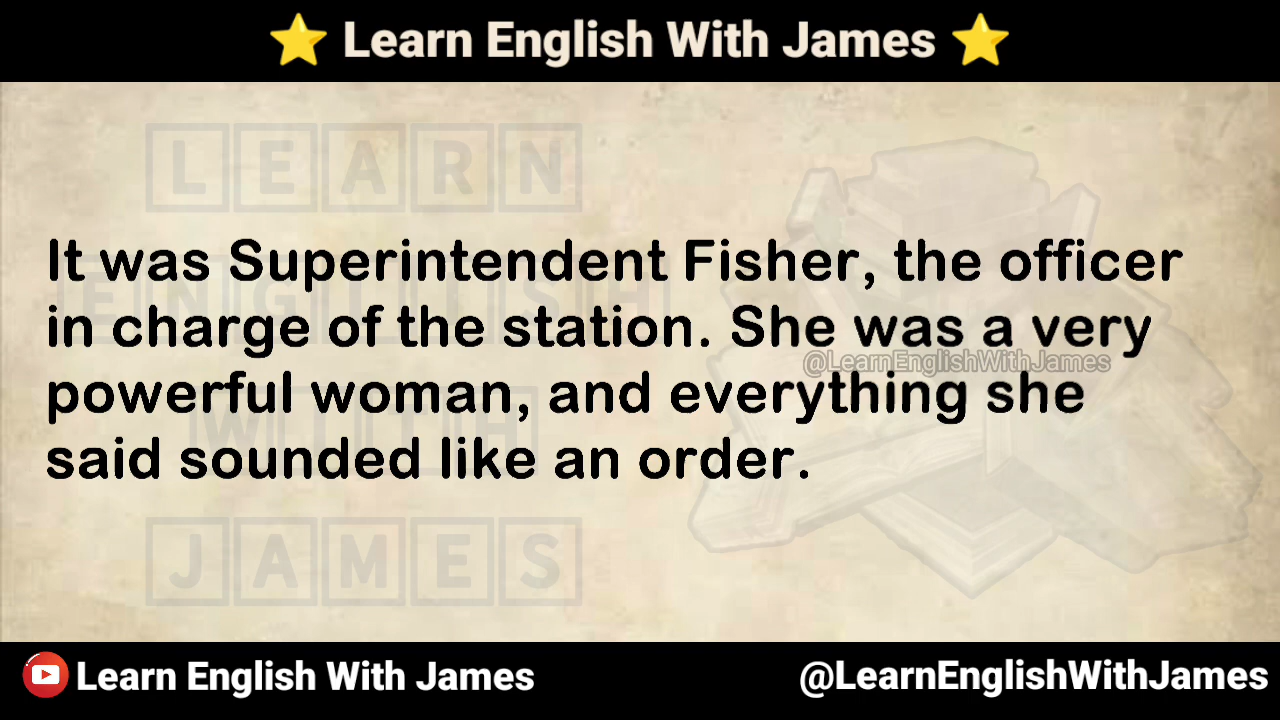 ⭐ Learn English With James ⭐
LEARN
It was Superintendent Fisher, the officer
ENGLISH
in charge of the station. She was a very
@LearnEnglishWithJames
powerful woman, and everything she
WITH
said sounded like an order.
JAMES
Learn English With James
@LearnEnglishWithJames